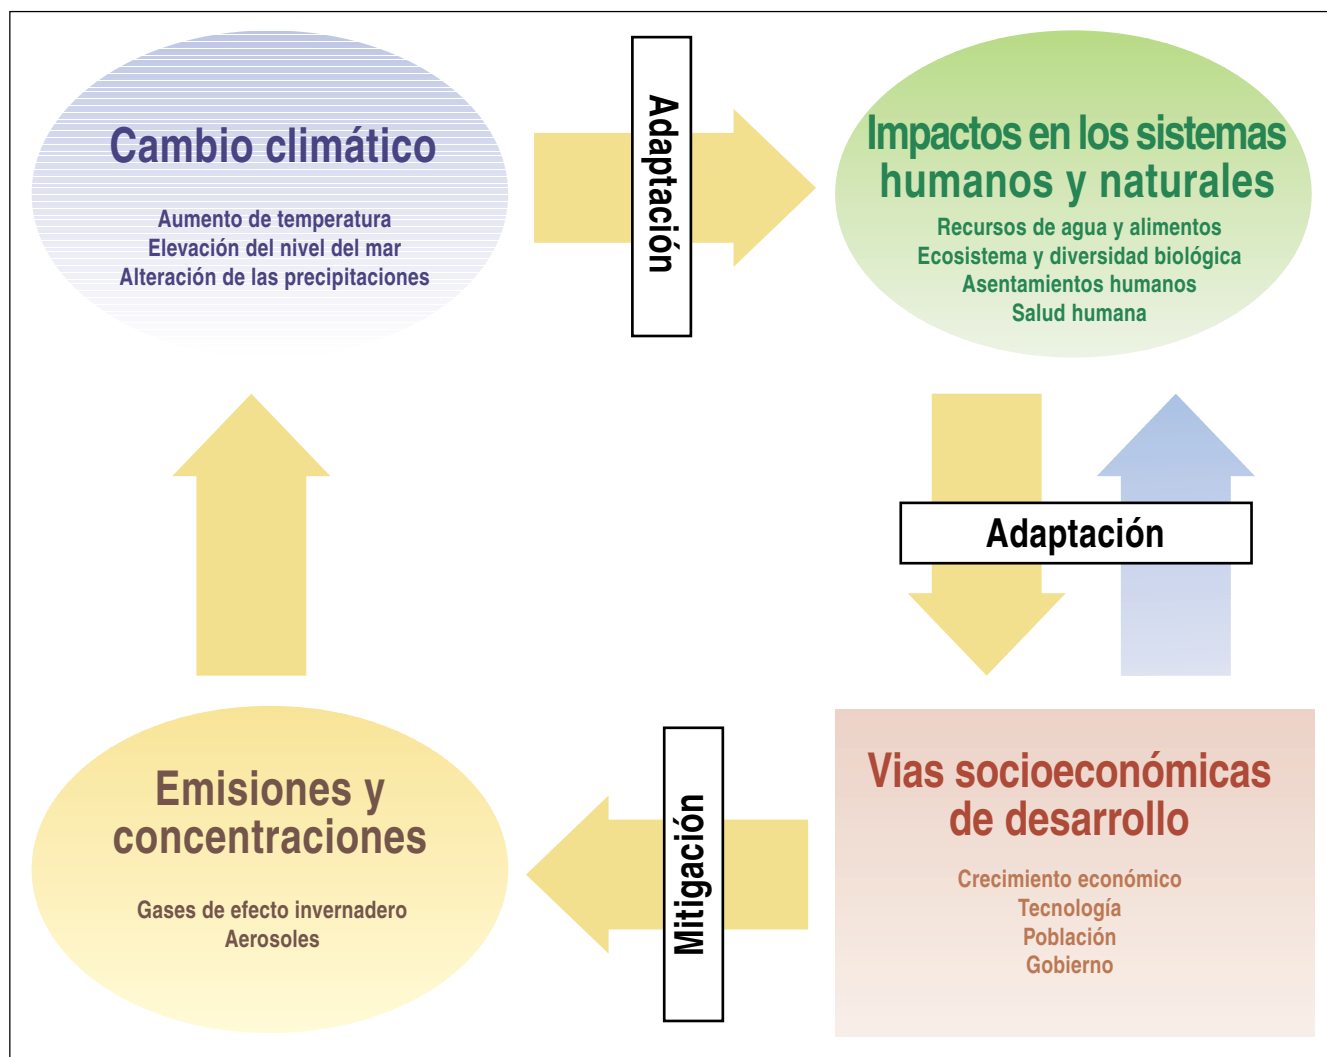 Cambio climático
Aumento de temperatura
Elevación del nivel del mar
Alteración de las precipitaciones
Adaptación
Impactos en los sistemas
humanos y naturales
Recursos de agua y alimentos
Ecosistema y diversidad biológica
Asentamientos humanos
Salud humana
Adaptación
Emisiones y
concentraciones
Gases de efecto invernadero
Aerosoles
Mitigación
Vias socioeconómicas
de desarrollo
Crecimiento económico
Tecnología
Población
Gobierno